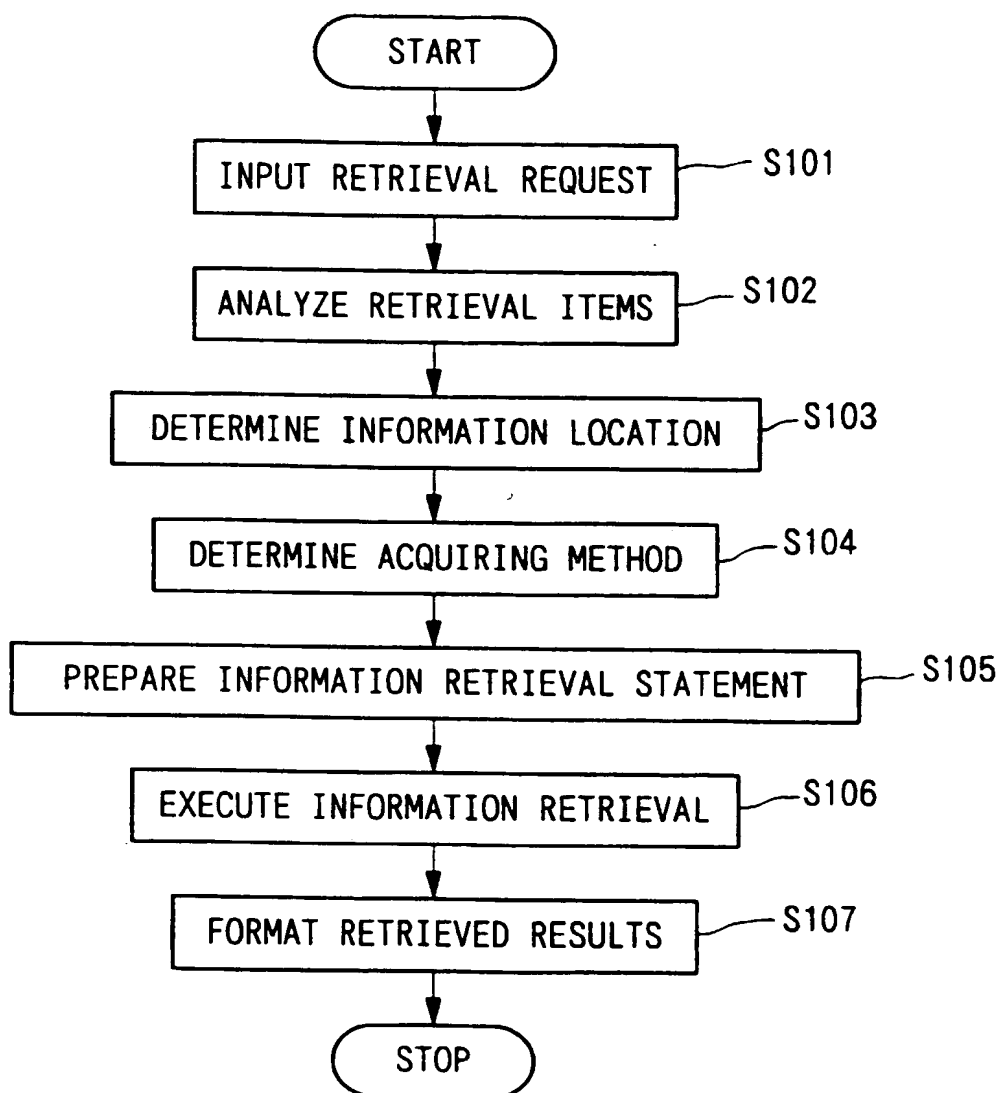 START
INPUT RETRIEVAL REQUEST
S101
ANALYZE RETRIEVAL ITEMS
S102
DETERMINE INFORMATION LOCATION
S103
DETERMINE ACQUIRING METHOD
S104
PREPARE INFORMATION RETRIEVAL STATEMENT
S105
EXECUTE INFORMATION RETRIEVAL
S106
FORMAT RETRIEVED RESULTS
S107
STOP